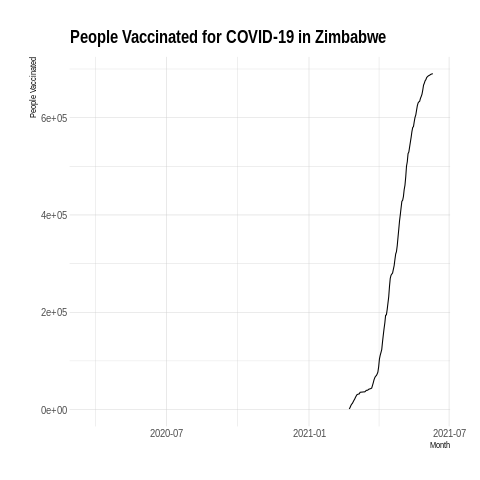 People Vaccinated for COVID-19 in Zimbabwe
People Vaccinated
6e+05
4e+05
2e+05
0e+00
2020-07
2021-01
2021-07
Month